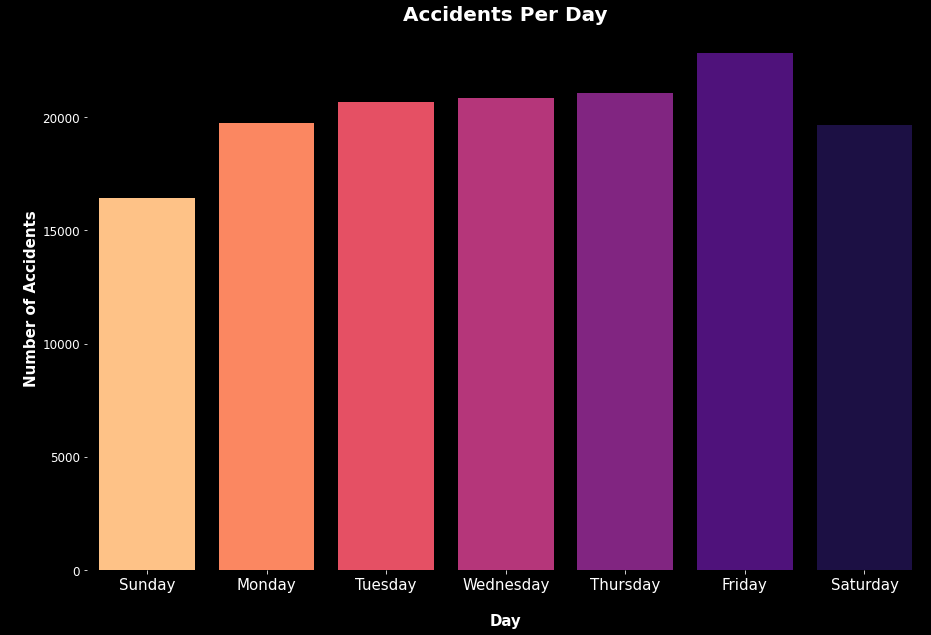 Accidents Per Day
Number of Accidents
20000
15000
10000
5000
0
Sunday Monday Tuesday Wednesday Thursday Friday Saturday
Day